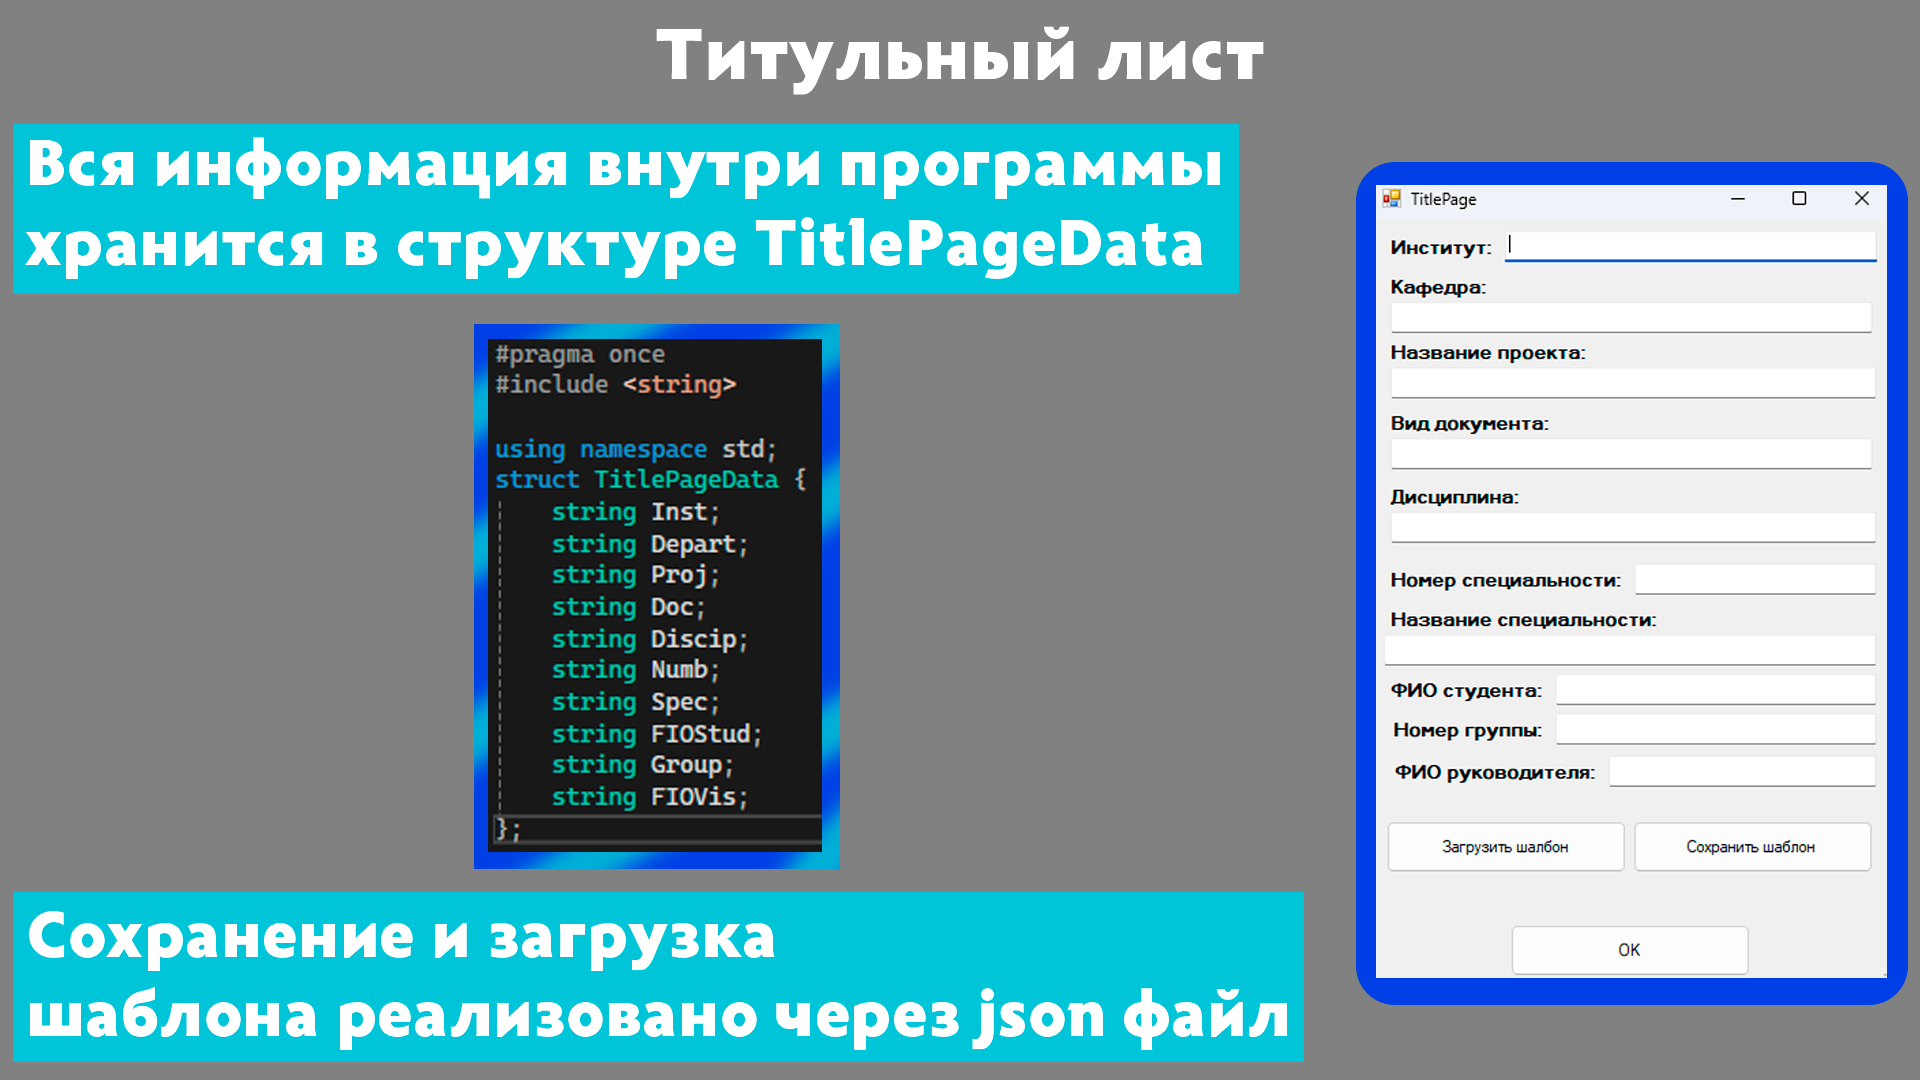 Титульный лист
Вся информация внутри программы
хранится в структуре TitlePageData
#pragma once
#include <string>
using namespace std;
struct TitlePageData {
string Inst;
string Depart;
string Proj;
string Doc;
string Discip;
string Numb;
string Spec;
string FIOStud;
string Group;
string FIOVis;
};
Сохранение и загрузка
шаблона реализовано через json файл
TitlePage
Институт:
Кафедра:
Название проекта:
Вид документа:
Дисциплина:
Номер специальности:
Название специальности:
ФИО студента:
Номер группы:
ФИО руководителя:
Загрузить шалбон
Сохранить шаблон
OK